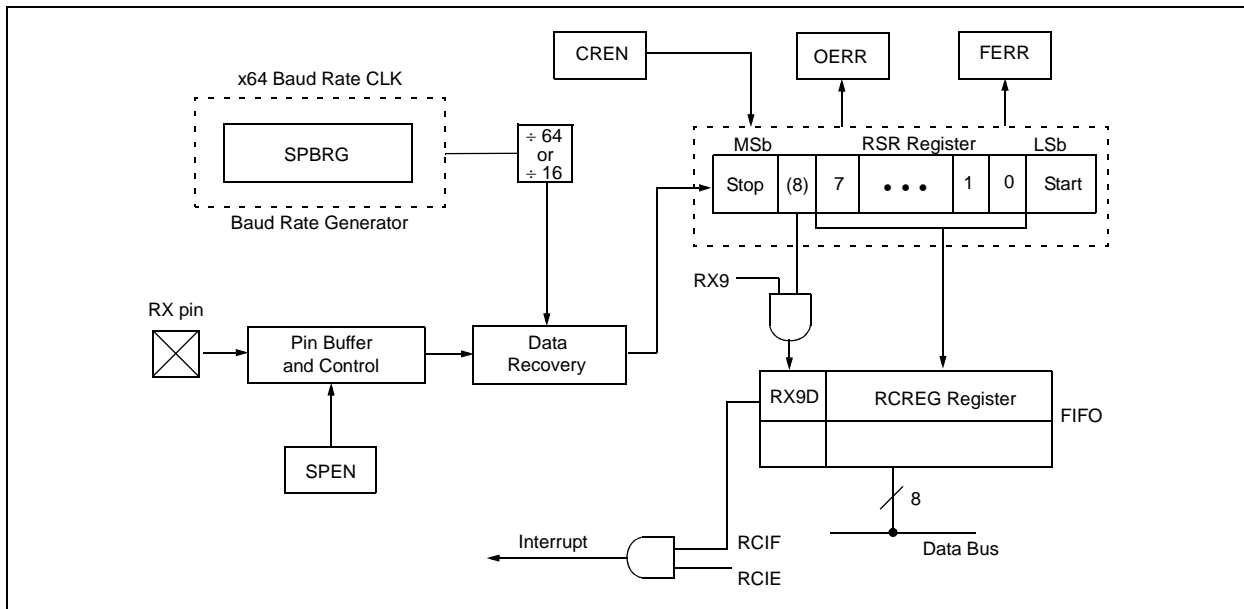 CREN
OERR
FERR
x64 Baud Rate CLK
SPBRG
÷ 64
or
÷ 16
Baud Rate Generator
MSb
RSR Register
LSb
Stop
(8)
7
• • •
1
0
Start
RX9
RX pin
Pin Buffer
and Control
Data
Recovery
SPEN
RX9D
RCREG Register
FIFO
8
Data Bus
Interrupt
RCIF
RCIE